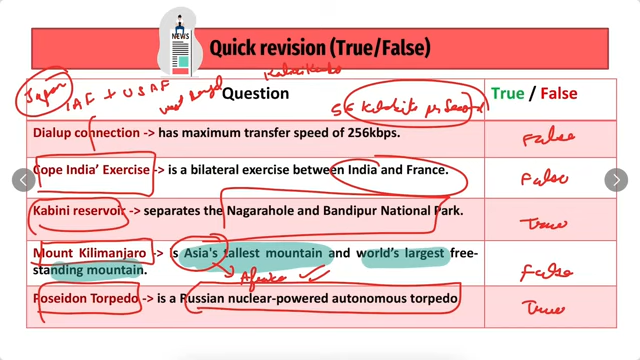 NEWS
Quick revision (True/False)
Japan
IAF + USAF
west Bengal
Question
56 Kilobits per second
True / False
Dialup connection -> has maximum transfer speed of 256kbps.
False
Cope India' Exercise -> is a bilateral exercise between India and France.
False
Kabini reservoir -> separates the Nagarahole and Bandipur National Park.
True
Mount Kilimanjaro -> is Asia's tallest mountain and world's largest free-
standing mountain.
Africa
False
Poseidon Torpedo -> is a Russian nuclear-powered autonomous torpedo
True